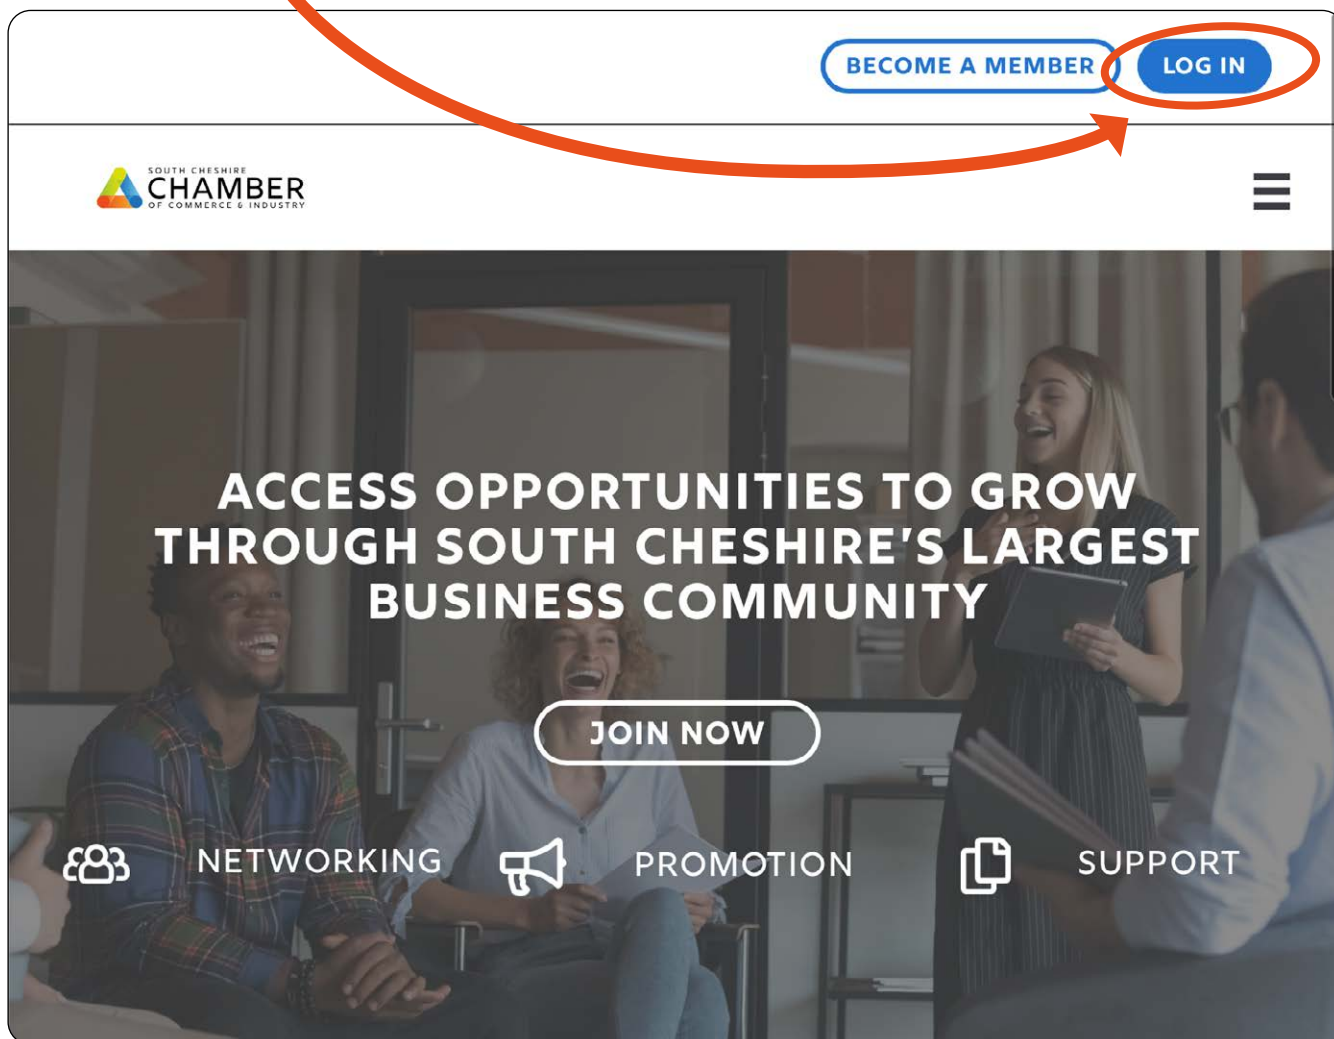 BECOME A MEMBER
LOG IN
SOUTH CHESHIRE
CHAMBER
OF COMMERCE & INDUSTRY
ACCESS OPPORTUNITIES TO GROW
THROUGH SOUTH CHESHIRE'S LARGEST
BUSINESS COMMUNITY
JOIN NOW
NETWORKING
PROMOTION
SUPPORT